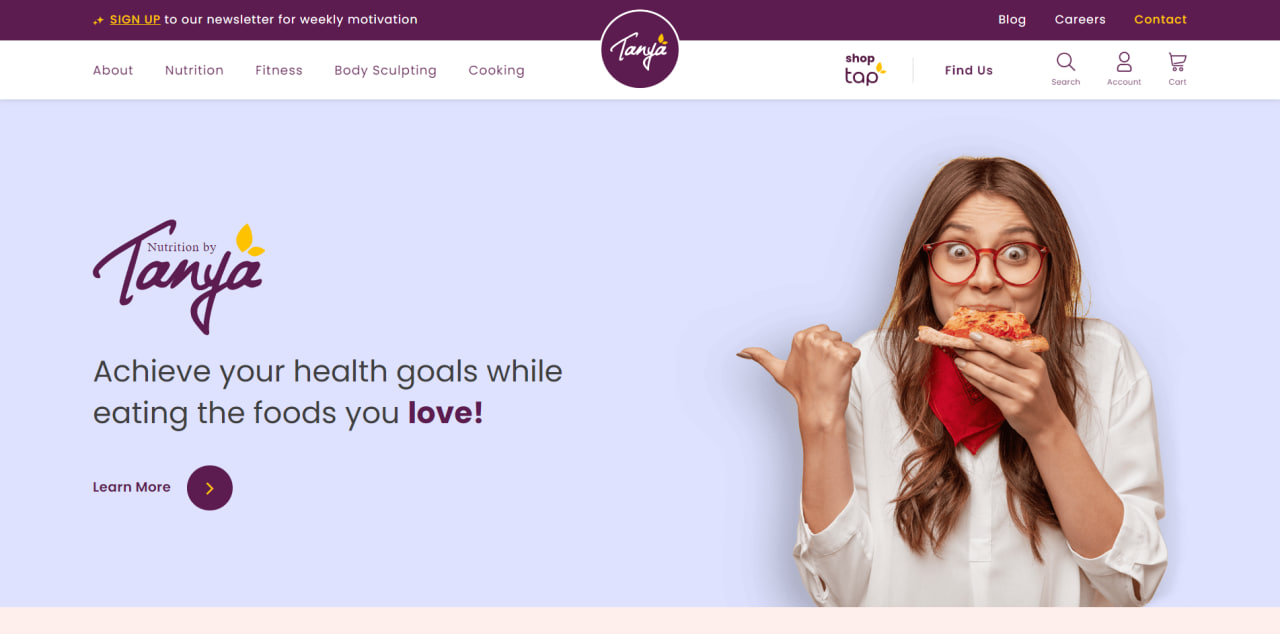 SIGN UP to our newsletter for weekly motivation
Blog Careers Contact
About Nutrition Fitness Body Sculpting Cooking
Tanya
shop
tap
Find Us
Search Account Cart
Nutrition by
Tanya
Achieve your health goals while
eating the foods you love!
Learn More